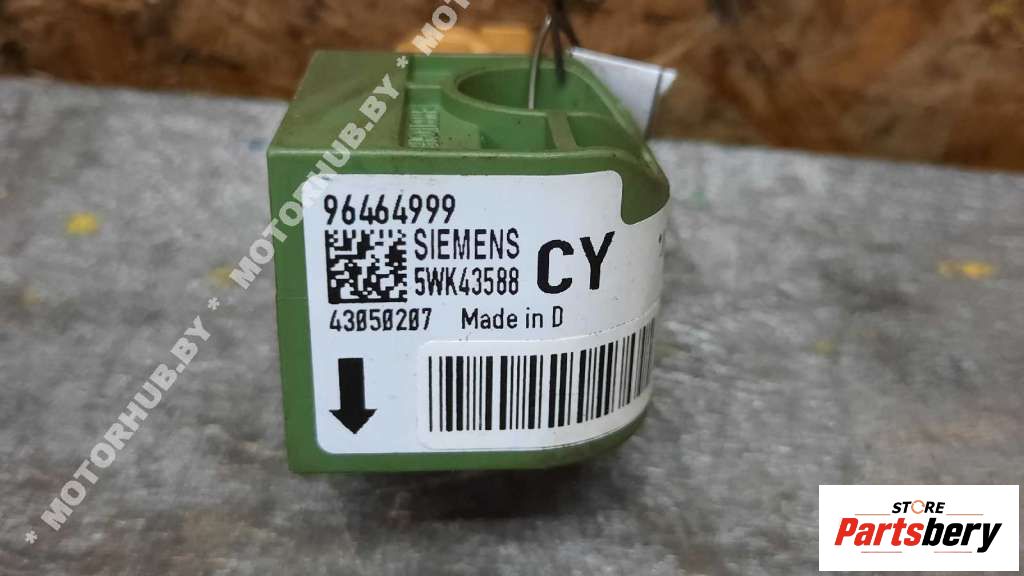 96464999
SIEMENS
5WK43588
CY
43050207 Made in D
* MOTORHUB.BY * MOTORHUB.BY * MOTORHUB.BY *
STORE
Partsbery